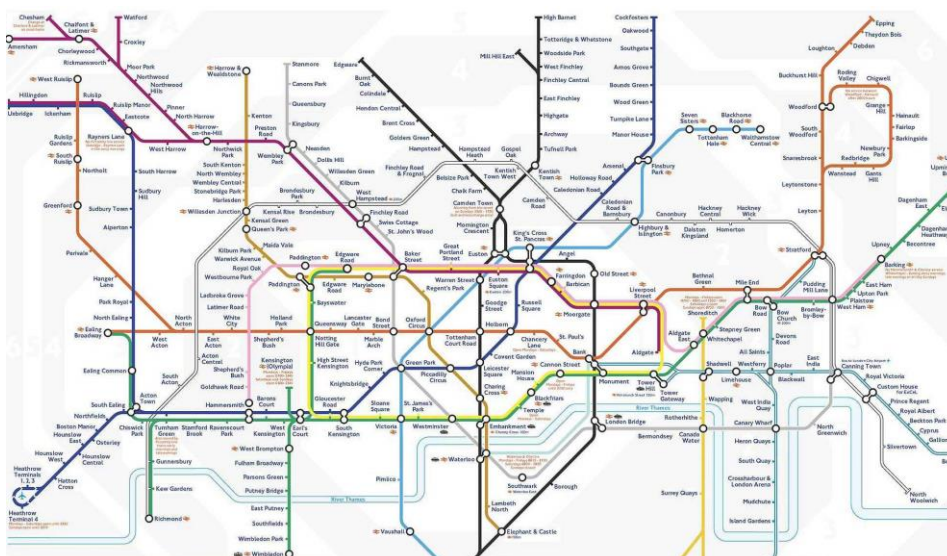 Chesham
Chalfont &
Latimer
Watford
Croxley
Amersham
Chorleywood
Rickmansworth
Moor Park
Northwood
Northwood
Hills
Pinner
North Harrow
Harrow-
on-the-Hill
Northwick
Park
West Harrow
West Ruislip
Hillingdon
Ruislip
Ruislip Manor
Eastcote
Uxbridge
Ickenham
Ruislip
Gardens
South
Ruislip
Rayners Lane
Northolt
South Harrow
Greenford
Sudbury
Hill
Sudbury Town
Alperton
Perivale
Hanger
Lane
Park Royal
North Ealing
Ealing
Broadway
West
Acton
North
Acton
Ealing Common
South Ealing
Acton
Town
Northfields
Boston Manor
Hounslow
East
Osterley
Hounslow
West
Hounslow
Central
Hatton
Cross
Heathrow
Terminals
1, 2, 3
Heathrow
Terminal 4
Chiswick
Park
Turnham
Green
Stamford
Brook
Ravenscourt
Park
Gunnersbury
Kew Gardens
Richmond
South
Acton
Acton
Central
Harrow &
Wealdstone
Kenton
Preston
Road
South Kenton
North Wembley
Wembley Central
Stonebridge Park
Harlesden
Willesden Junction
Kensal Green
Queen's Park
Kensal Rise
Brondesbury
Brondesbury
Park
Stanmore
Canons Park
Queensbury
Kingsbury
Wembley
Park
Neasden
Dollis Hill
Willesden Green
Kilburn
West
Hampstead
Finchley Road
Swiss Cottage
St. John's Wood
Finchley Road
& Frognal
Hampstead
Heath
Gospel
Oak
Kilburn Park
Maida Vale
Warwick Avenue
Royal Oak
Westbourne Park
Ladbroke Grove
Latimer Road
White
City
Shepherd's
Bush
Goldhawk Road
Hammersmith
Shepherd's
Bush
Holland
Park
Kensington
(Olympia)
Barons
Court
West
Kensington
Earl's
Court
West Brompton
Fulham Broadway
Parsons Green
Putney Bridge
East Putney
Southfields
Wimbledon Park
Wimbledon
Paddington
Edgware
Road
Paddington
Edgware
Road
Marylebone
Baker
Street
Bayswater
Queensway
Notting
Hill Gate
Lancaster
Gate
Marble
Arch
Bond
Street
Oxford
Circus
High Street
Kensington
Gloucester
Road
South
Kensington
Knightsbridge
Hyde Park
Corner
Sloane
Square
Victoria
Green Park
St. James's
Park
Westminster
Piccadilly
Circus
Pimlico
Vauxhall
Edgware
Burnt
Oak
Colindale
Hendon Central
Brent Cross
Golders Green
Hampstead
Belsize Park
Chalk Farm
Camden Town
Mornington
Crescent
Euston
Mill Hill East
High Barnet
Totteridge & Whetstone
Woodside Park
West Finchley
Finchley Central
East Finchley
Highgate
Archway
Tufnell Park
Kentish
Town
Kentish
Town West
Camden
Road
Great
Portland
Street
Warren Street
Regent's Park
Euston
Square
Goodge
Street
King's Cross
St. Pancras
Angel
Russell
Square
Holborn
Tottenham
Court Road
Covent Garden
Leicester
Square
Charing
Cross
Chancery
Lane
Embankment
Temple
Blackfriars
Mansion
House
Cannon Street
Waterloo
Southwark
Lambeth
North
Elephant & Castle
Borough
London Bridge
Bermondsey
Cockfosters
Oakwood
Southgate
Arnos Grove
Bounds Green
Wood Green
Turnpike Lane
Manor House
Arsenal
Finsbury
Park
Holloway Road
Caledonian Road
Caledonian
Road &
Barnsbury
Highbury &
Islington
Seven
Sisters
Blackhorse
Road
Tottenham
Hale
Walthamstow
Central
Canonbury
Dalston
Kingsland
Hackney
Central
Homerton
Hackney
Wick
Farringdon
Barbican
Moorgate
Old Street
Liverpool
Street
St. Paul's
Bank
Monument
Aldgate
Aldgate
East
Tower
Hill
Tower
Gateway
Bethnal
Green
Shoreditch
Whitechapel
Stepney Green
Mile End
Bow
Road
Bow
Church
Stratford
Pudding
Mill Lane
Bromley-
by-Bow
Devons
Road
All Saints
Shadwell
Limehouse
Westferry
Poplar
Blackwall
East
India
Wapping
Rotherhithe
Canada
Water
Surrey Quays
West India
Quay
Canary Wharf
Heron Quays
South Quay
Crossharbour &
London Arena
Mudchute
Island Gardens
North
Greenwich
Canning Town
Royal Victoria
Custom House
for ExCeL
Prince Regent
Royal Albert
Beckton Park
Cyprus
Silvertown
North
Woolwich
River Thames
River Thames
Epping
Theydon Bois
Debden
Loughton
Buckhurst Hill
Roding
Valley
Chigwell
Grange
Hill
Hainault
Fairlop
Barkingside
Newbury
Park
Gants
Hill
Redbridge
Wanstead
Woodford
South
Woodford
Snaresbrook
Leytonstone
Leyton
Dagenham East
Dagenham
Heathway
Becontree
Upney
Barking
East Ham
Upton Park
Plaistow
West Ham